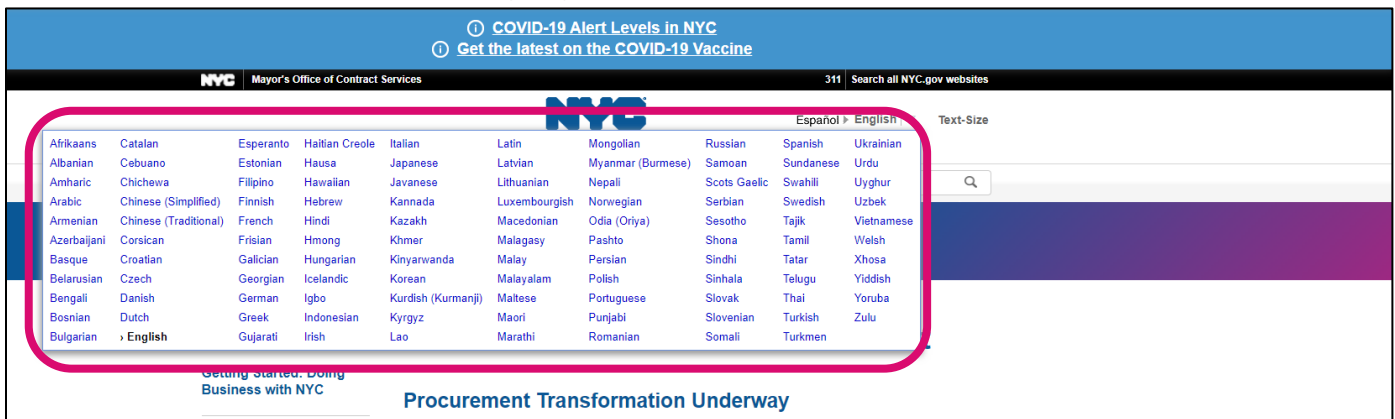 COVID-19 Alert Levels in NYC
Get the latest on the COVID-19 Vaccine
NYC Mayor's Office of Contract Services 311 Search all NYC.gov websites
NYC
Español ▸ English Text-Size
Afrikaans Catalan Esperanto Haitian Creole Italian Latin Mongolian Russian Spanish Ukrainian
Albanian Cebuano Estonian Hausa Japanese Latvian Myanmar (Burmese) Samoan Sundanese Urdu
Amharic Chichewa Filipino Hawaiian Javanese Lithuanian Nepali Scots Gaelic Swahili Uyghur
Arabic Chinese (Simplified) Finnish Hebrew Kannada Luxembourgish Norwegian Serbian Swedish Uzbek
Armenian Chinese (Traditional) French Hindi Kazakh Macedonian Odia (Oriya) Sesotho Tajik Vietnamese
Azerbaijani Corsican Frisian Hmong Khmer Malagasy Pashto Shona Tamil Welsh
Basque Croatian Galician Hungarian Kinyarwanda Malay Persian Sindhi Tatar Xhosa
Belarusian Czech Georgian Icelandic Korean Malayalam Polish Sinhala Telugu Yiddish
Bengali Danish German Igbo Kurdish (Kurmanji) Maltese Portuguese Slovak Thai Yoruba
Bosnian Dutch Greek Indonesian Kyrgyz Maori Punjabi Slovenian Turkish Zulu
Bulgarian › English Gujarati Irish Lao Marathi Romanian Somali Turkmen
Getting Started: Doing
Business with NYC
Procurement Transformation Underway